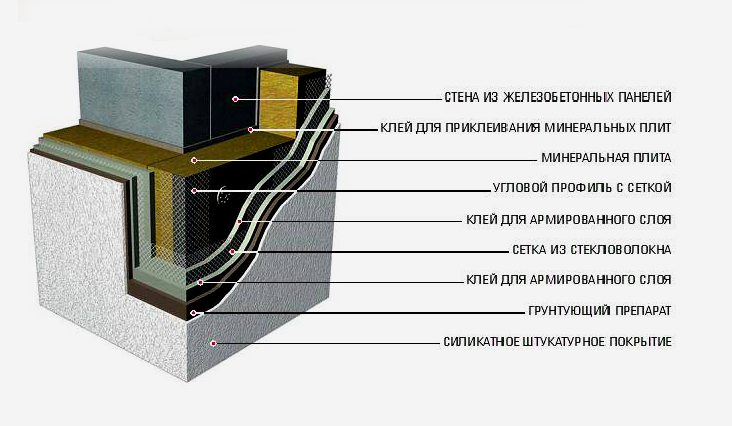 СТЕНА ИЗ ЖЕЛЕЗОБЕТОННЫХ ПАНЕЛЕЙ
КЛЕЙ ДЛЯ ПРИКЛЕИВАНИЯ МИНЕРАЛЬНЫХ ПЛИТ
МИНЕРАЛЬНАЯ ПЛИТА
УГЛОВОЙ ПРОФИЛЬ С СЕТКОЙ
КЛЕЙ ДЛЯ АРМИРОВАННОГО СЛОЯ
СЕТКА ИЗ СТЕКЛОВОЛОКНА
КЛЕЙ ДЛЯ АРМИРОВАННОГО СЛОЯ
ГРУНТУЮЩИЙ ПРЕПАРАТ
СИЛИКАТНОЕ ШТУКАТУРНОЕ ПОКРЫТИЕ